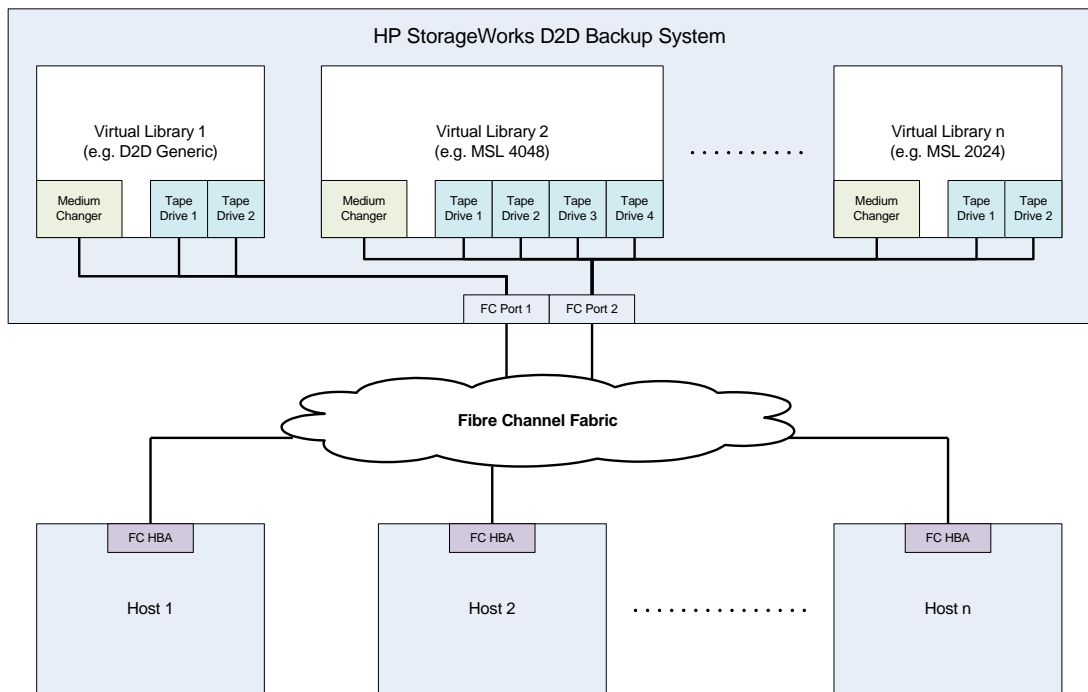 HP StorageWorks D2D Backup System
Virtual Library 1
(e.g. D2D Generic)
Medium
Changer
Tape
Drive 1
Tape
Drive 2
Virtual Library 2
(e.g. MSL 4048)
Medium
Changer
Tape
Drive 1
Tape
Drive 2
Tape
Drive 3
Tape
Drive 4
Virtual Library n
(e.g. MSL 2024)
Medium
Changer
Tape
Drive 1
Tape
Drive 2
FC Port 1
FC Port 2
Fibre Channel Fabric
FC HBA
Host 1
FC HBA
Host 2
FC HBA
Host n